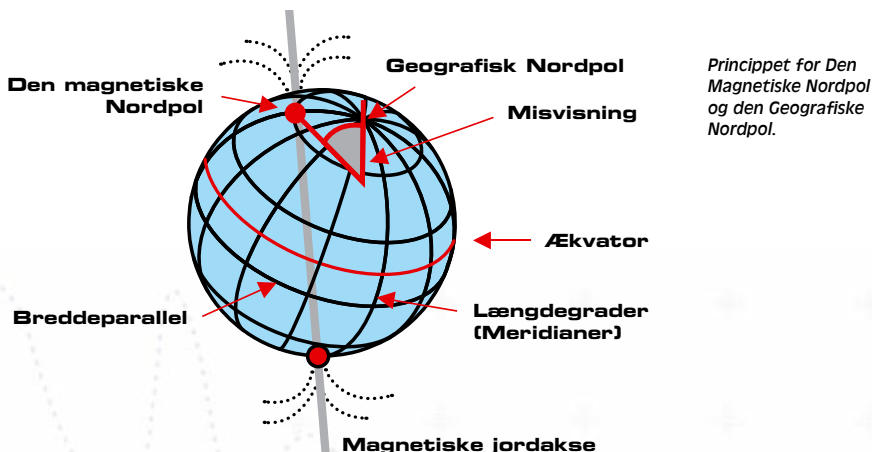 Den magnetiske
Nordpol
Geografisk Nordpol
Misvisning
Princippet for Den
Magnetiske Nordpol
og den Geografiske
Nordpol.
Ækvator
Breddeparallel
Længdegrader
(Meridianer)
Magnetiske jordakse